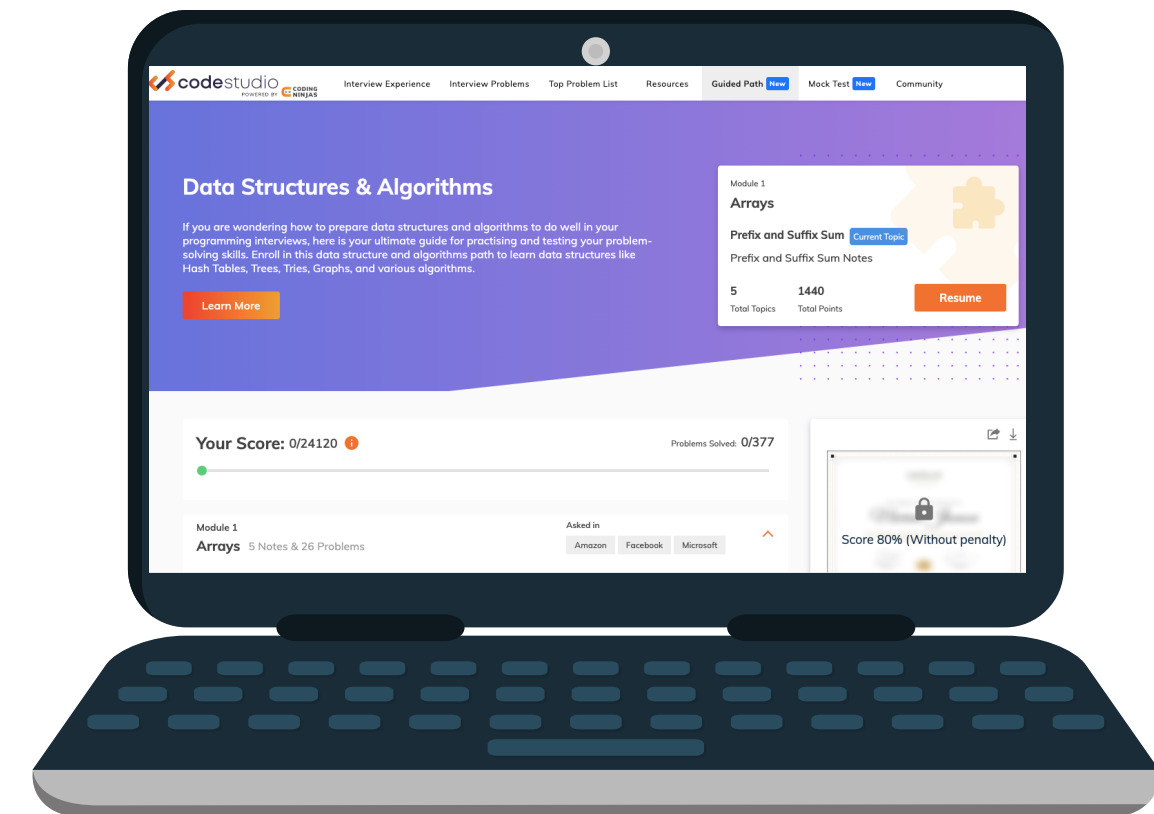 codestudio
POWERED BY CODING NINJAS
Interview Experience
Interview Problems
Top Problem List
Resources
Guided Path New
Mock Test New
Community
Data Structures & Algorithms
If you are wondering how to prepare data structures and algorithms to do well in your
programming interviews, here is your ultimate guide for practising and testing your problem-
solving skills. Enroll in this data structure and algorithms path to learn data structures like
Hash Tables, Trees, Tries, Graphs, and various algorithms.
Learn More
Module 1
Arrays
Prefix and Suffix Sum Current Topic
Prefix and Suffix Sum Notes
5 1440
Total Topics Total Points
Resume
Your Score: 0/24120
Problems Solved: 0/377
Module 1
Arrays 5 Notes & 26 Problems
Asked in
Amazon Facebook Microsoft
Score 80% (Without penalty)